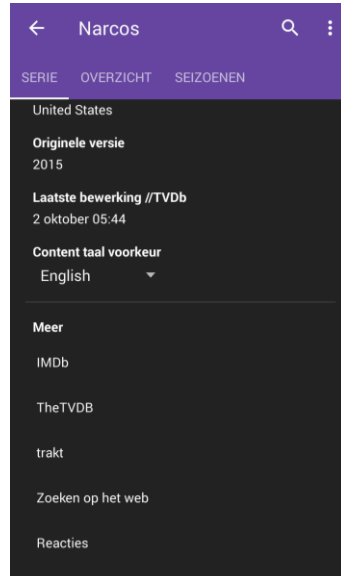 Narcos
SERIE OVERZICHT SEIZOENEN
United States
Originele versie
2015
Laatste bewerking //TVDb
2 oktober 05:44
Content taal voorkeur
English
Meer
IMDb
TheTVDB
trakt
Zoeken op het web
Reacties